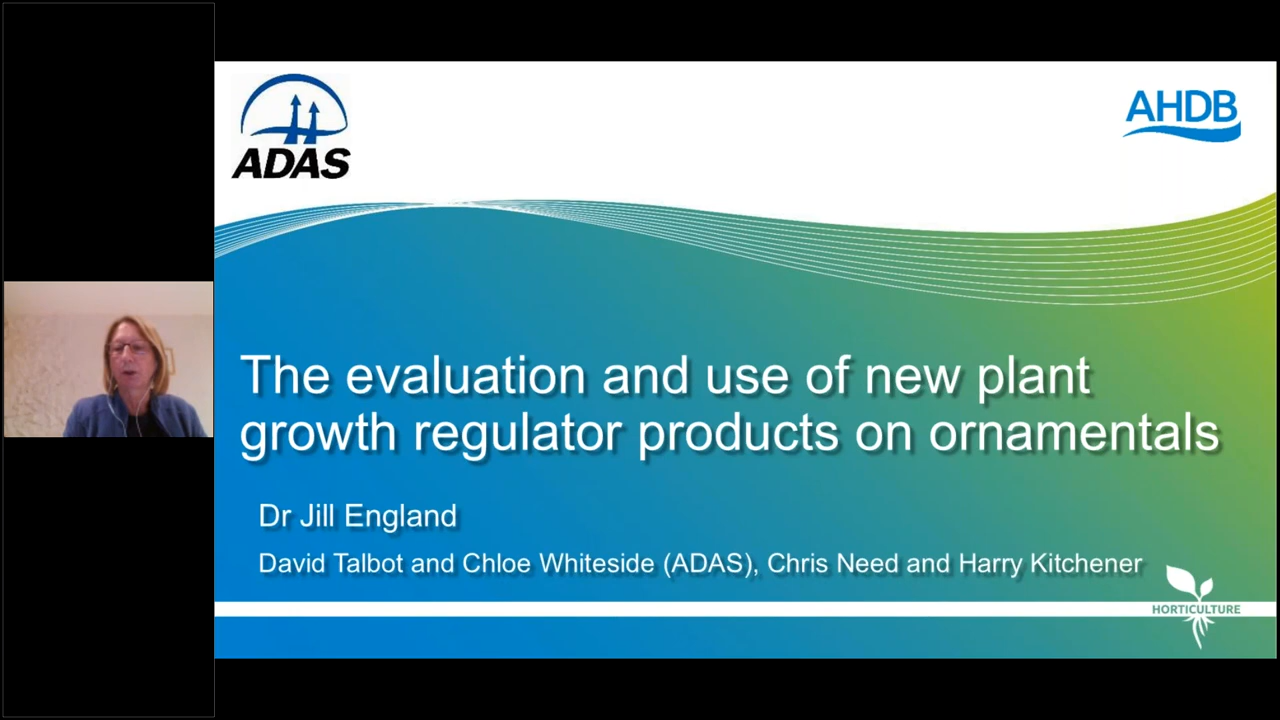 ADAS
AHDB
The evaluation and use of new plant
growth regulator products on ornamentals
Dr Jill England
David Talbot and Chloe Whiteside (ADAS), Chris Need and Harry Kitchener
HORTICULTURE